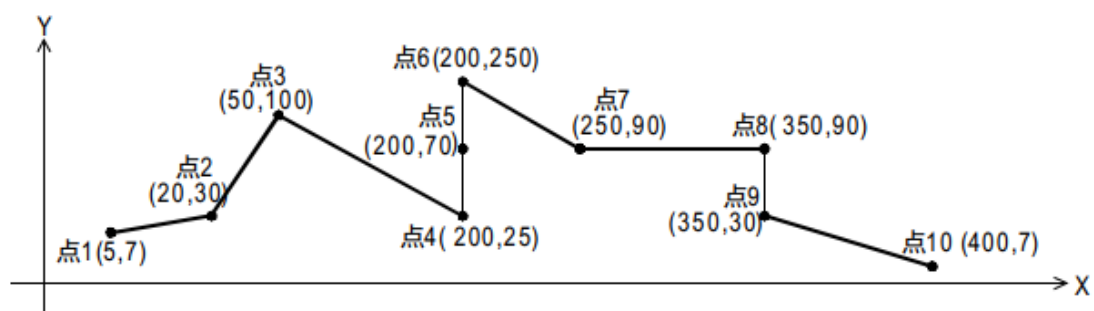 Y
点6(200,250)
点3
(50,100)
点5
(200,70)
点7
(250,90)
点8( 350,90)
点2
(20,30)
点9
(350,30)
点1(5,7)
点4( 200,25)
点10 (400,7)
X